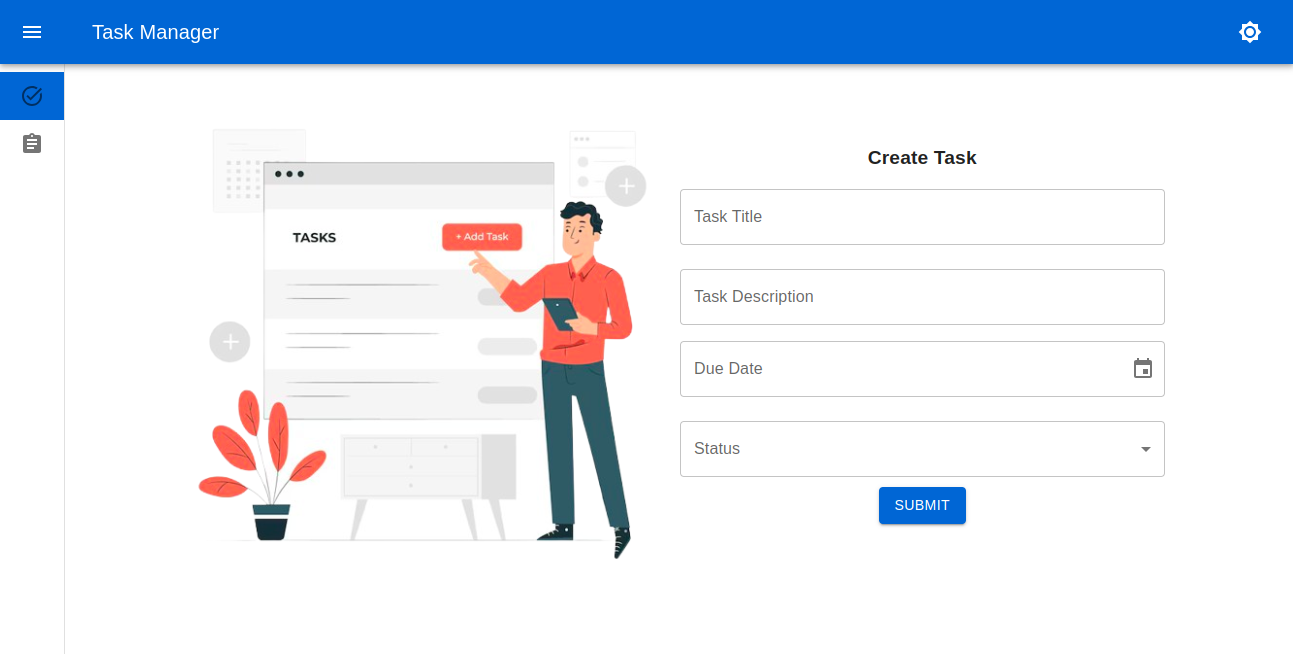 Task Manager
TASKS
+ Add Task
Create Task
Task Title
Task Description
Due Date
Status
SUBMIT